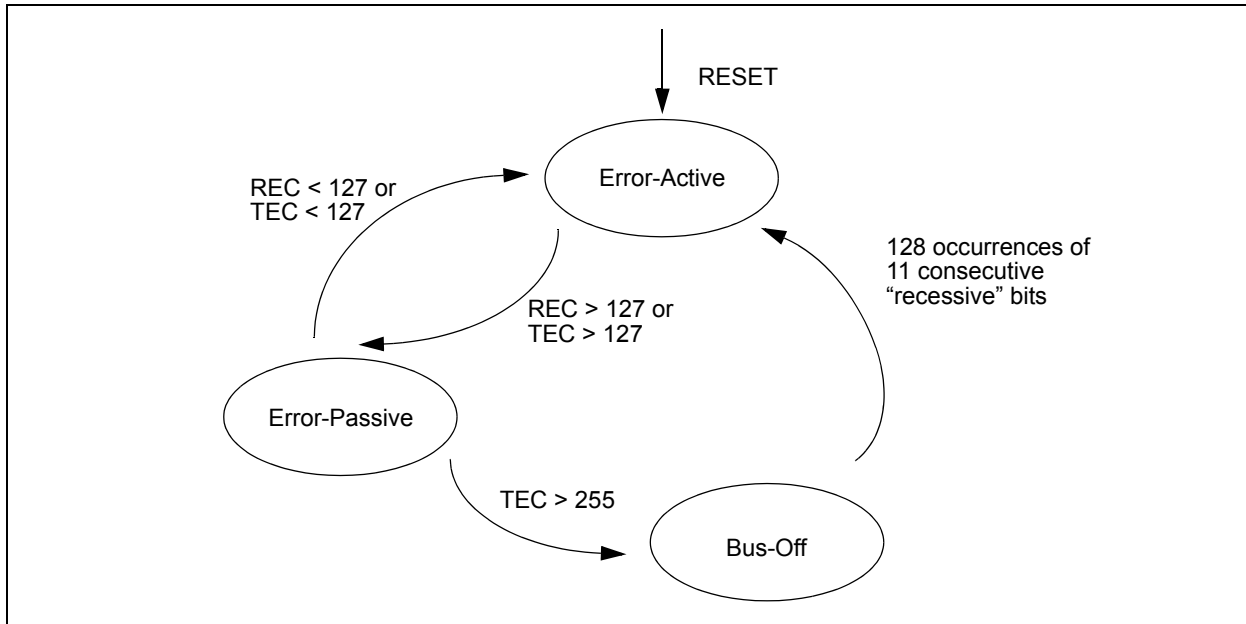 RESET
Error-Active
REC < 127 or
TEC < 127
128 occurrences of
11 consecutive
“recessive” bits
REC > 127 or
TEC > 127
Error-Passive
TEC > 255
Bus-Off